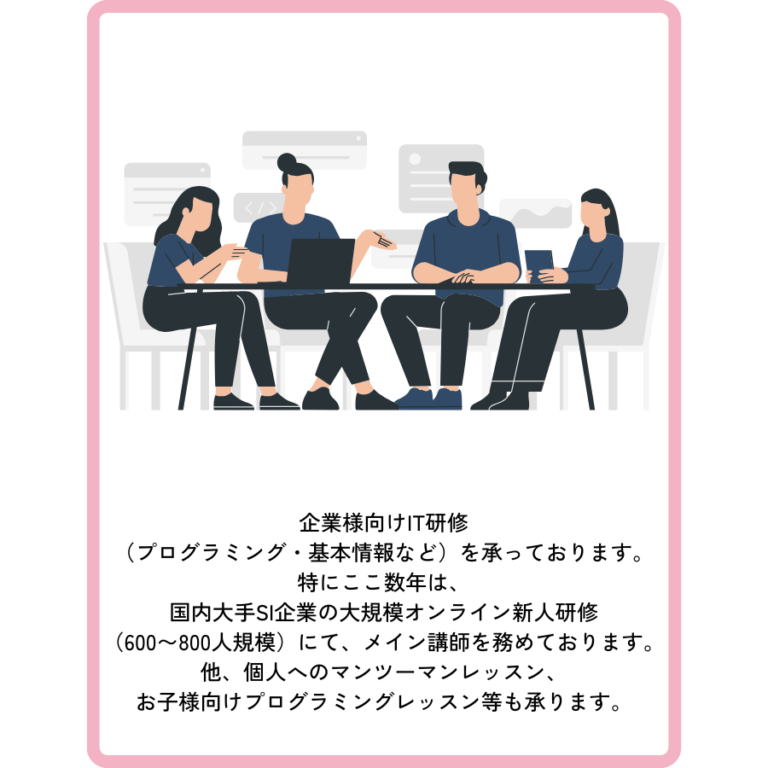 企業様向けIT研修
（プログラミング・基本情報など）を承っております。
特にここ数年は、
国内大手SI企業の大規模オンライン新人研修
（600〜800人規模）にて、メイン講師を務めております。
他、個人へのマンツーマンレッスン、
お子様向けプログラミングレッスン等も承ります。